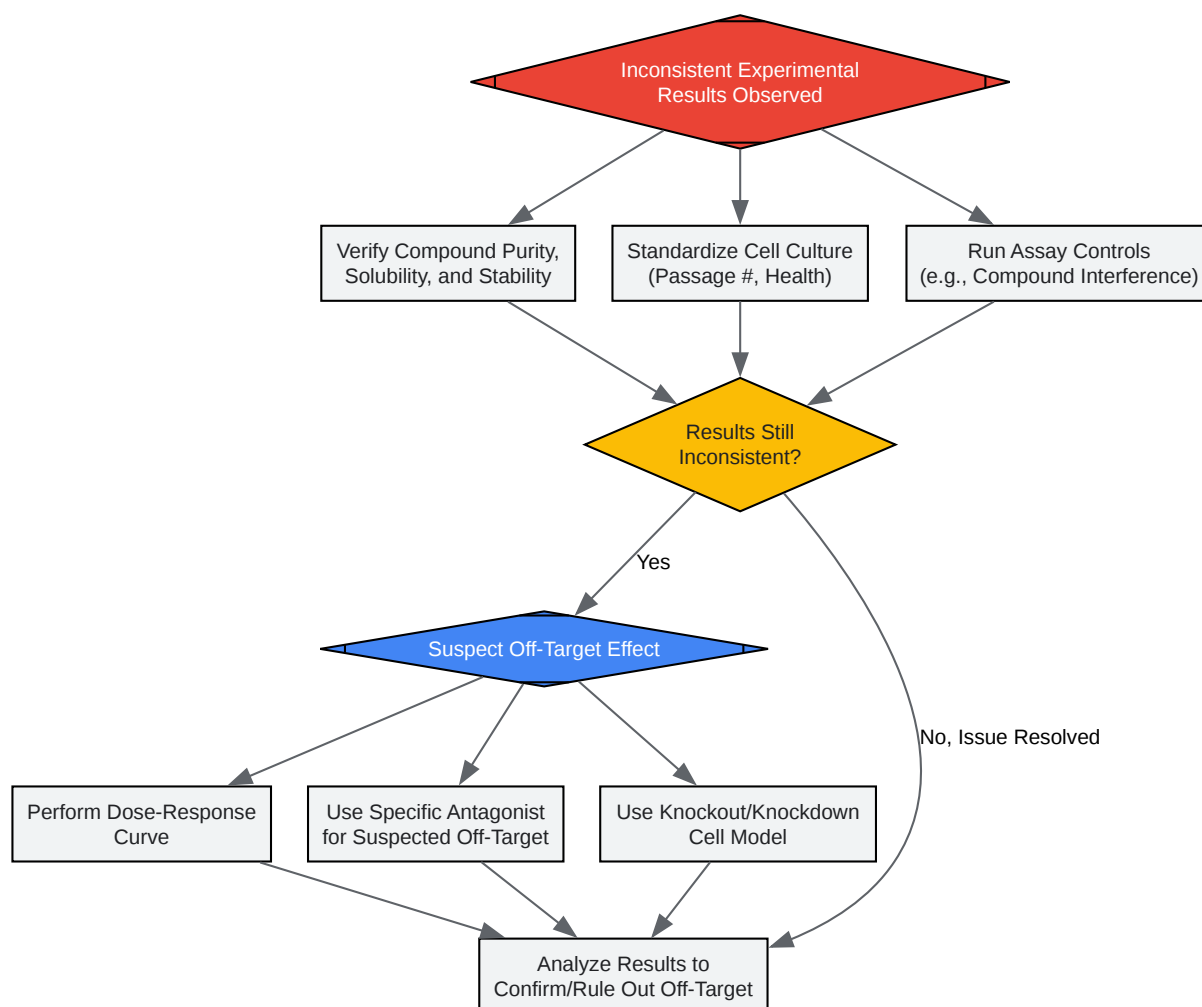 Inconsistent Experimental
Results Observed
Verify Compound Purity,
Solubility, and Stability
Standardize Cell Culture
(Passage #, Health)
Run Assay Controls
(e.g., Compound Interference)
Results Still
Inconsistent?
Yes
Suspect Off-Target Effect
No, Issue Resolved
Perform Dose-Response
Curve
Use Specific Antagonist
for Suspected Off-Target
Use Knockout/Knockdown
Cell Model
Analyze Results to
Confirm/Rule Out Off-Target